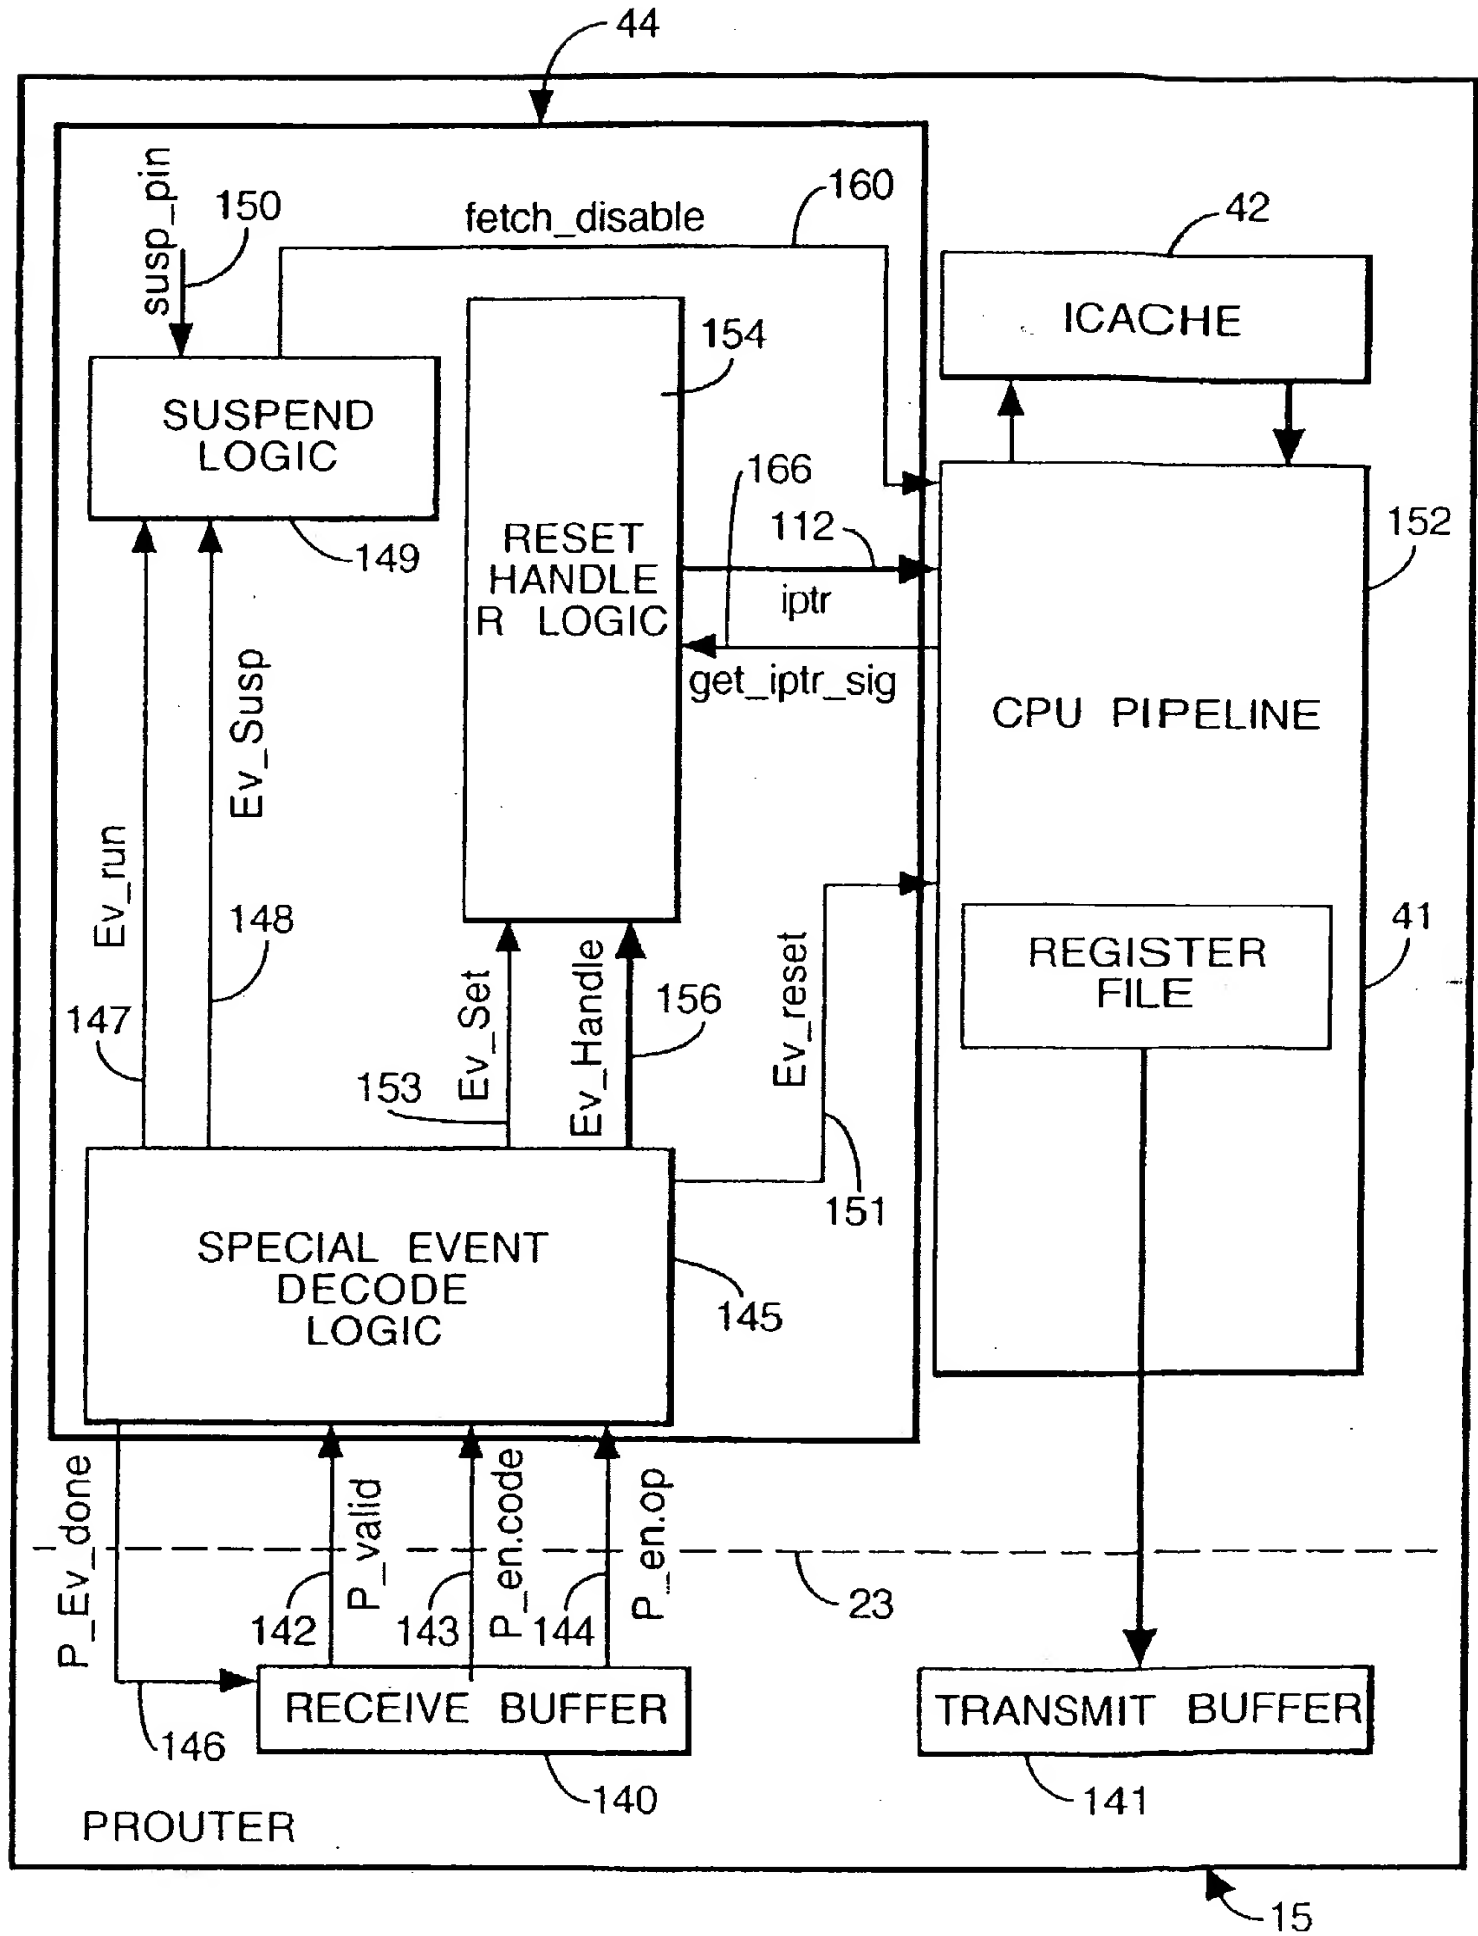 44
susp_pin
150
fetch_disable
160
42
ICACHE
154
SUSPEND
LOGIC
149
166
112
iptr
get_iptr_sig
RESET
HANDLE
R LOGIC
152
CPU PIPELINE
Ev_run
Ev_Susp
148
147
41
REGISTER
FILE
Ev_Set
153
Ev_Handle
156
Ev_reset
151
SPECIAL EVENT
DECODE
LOGIC
145
P_Ev_done
P_valid
P_en.code
P_en.op
142
143
144
23
146
RECEIVE BUFFER
140
TRANSMIT BUFFER
141
PROUTER
15